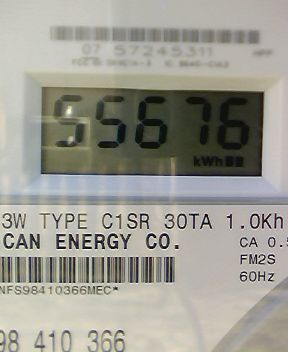 07 57245311
55676
kWh
3W TYPE C1SR 30TA 1.0Kh
CAN ENERGY CO.
CA 0.5
FM2S
60Hz
NFS98410366MEC*
98 410 366